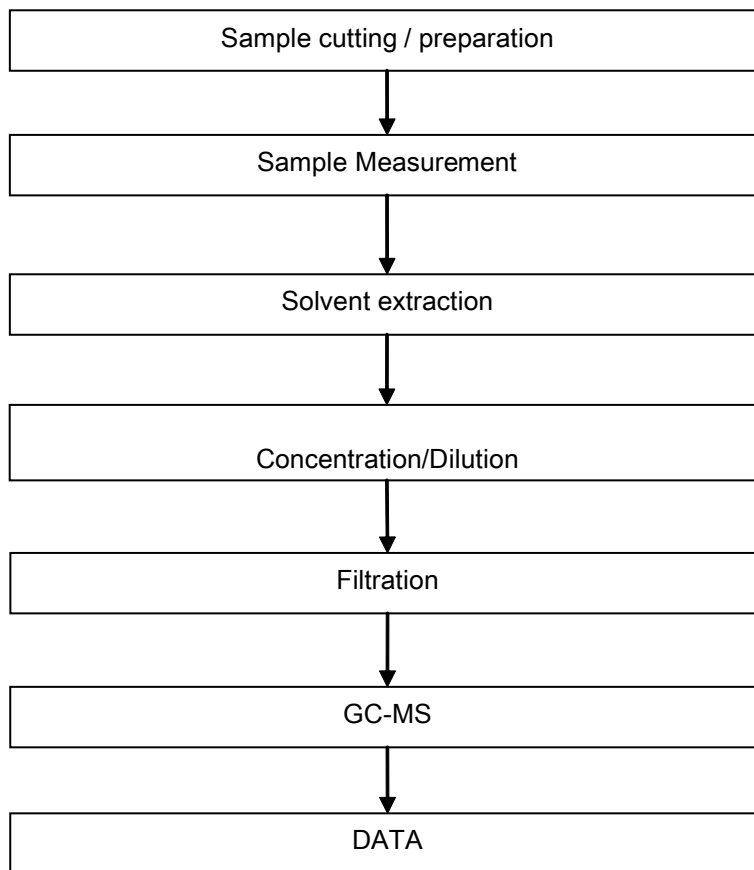 Sample cutting / preparation
Sample Measurement
Solvent extraction
Concentration/Dilution
Filtration
GC-MS
DATA